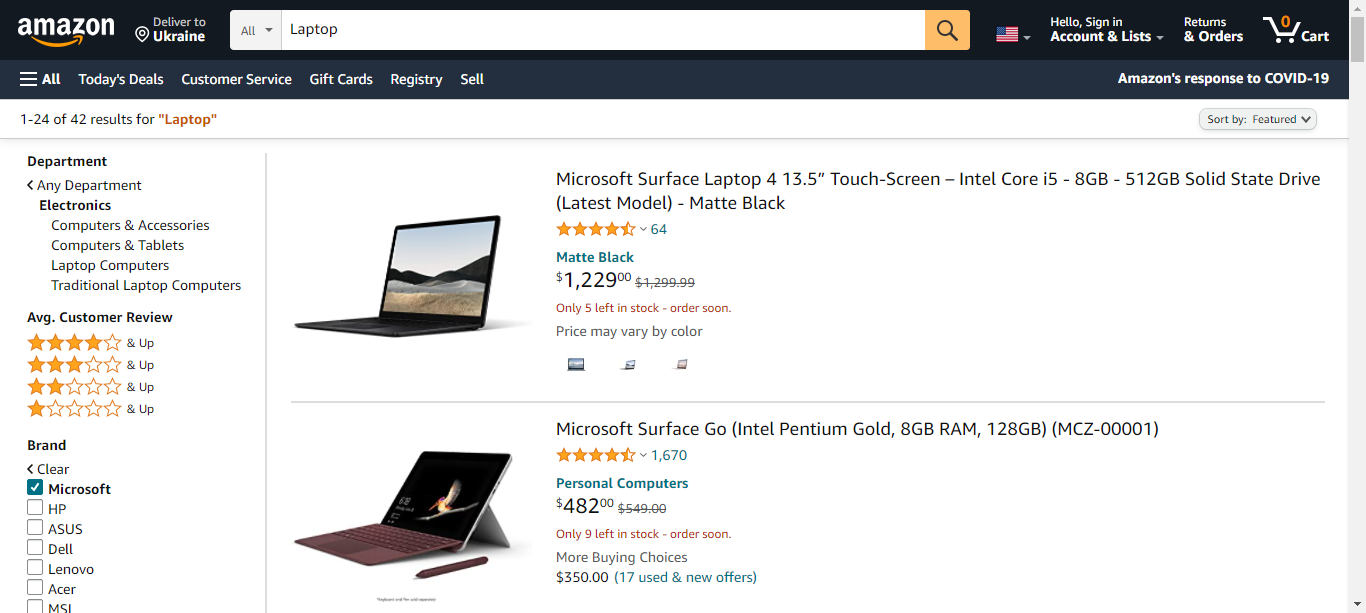 amazon
Deliver to
Ukraine
All
Laptop
Hello, Sign in
Account & Lists
Returns
& Orders
0
Cart
All
Today's Deals
Customer Service
Gift Cards
Registry
Sell
Amazon's response to COVID-19
1-24 of 42 results for "Laptop"
Sort by: Featured
Department
Any Department
Electronics
Computers & Accessories
Computers & Tablets
Laptop Computers
Traditional Laptop Computers
Avg. Customer Review
& Up
& Up
& Up
& Up
Brand
Clear
Microsoft
HP
ASUS
Dell
Lenovo
Acer
MSI
Microsoft Surface Laptop 4 13.5” Touch-Screen – Intel Core i5 - 8GB - 512GB Solid State Drive
(Latest Model) - Matte Black
64
Matte Black
$1,22900 $1,299.99
Only 5 left in stock - order soon.
Price may vary by color
Microsoft Surface Go (Intel Pentium Gold, 8GB RAM, 128GB) (MCZ-00001)
1,670
Personal Computers
$48200 $549.00
Only 9 left in stock - order soon.
More Buying Choices
$350.00 (17 used & new offers)
*Keyboard and Pen sold separately